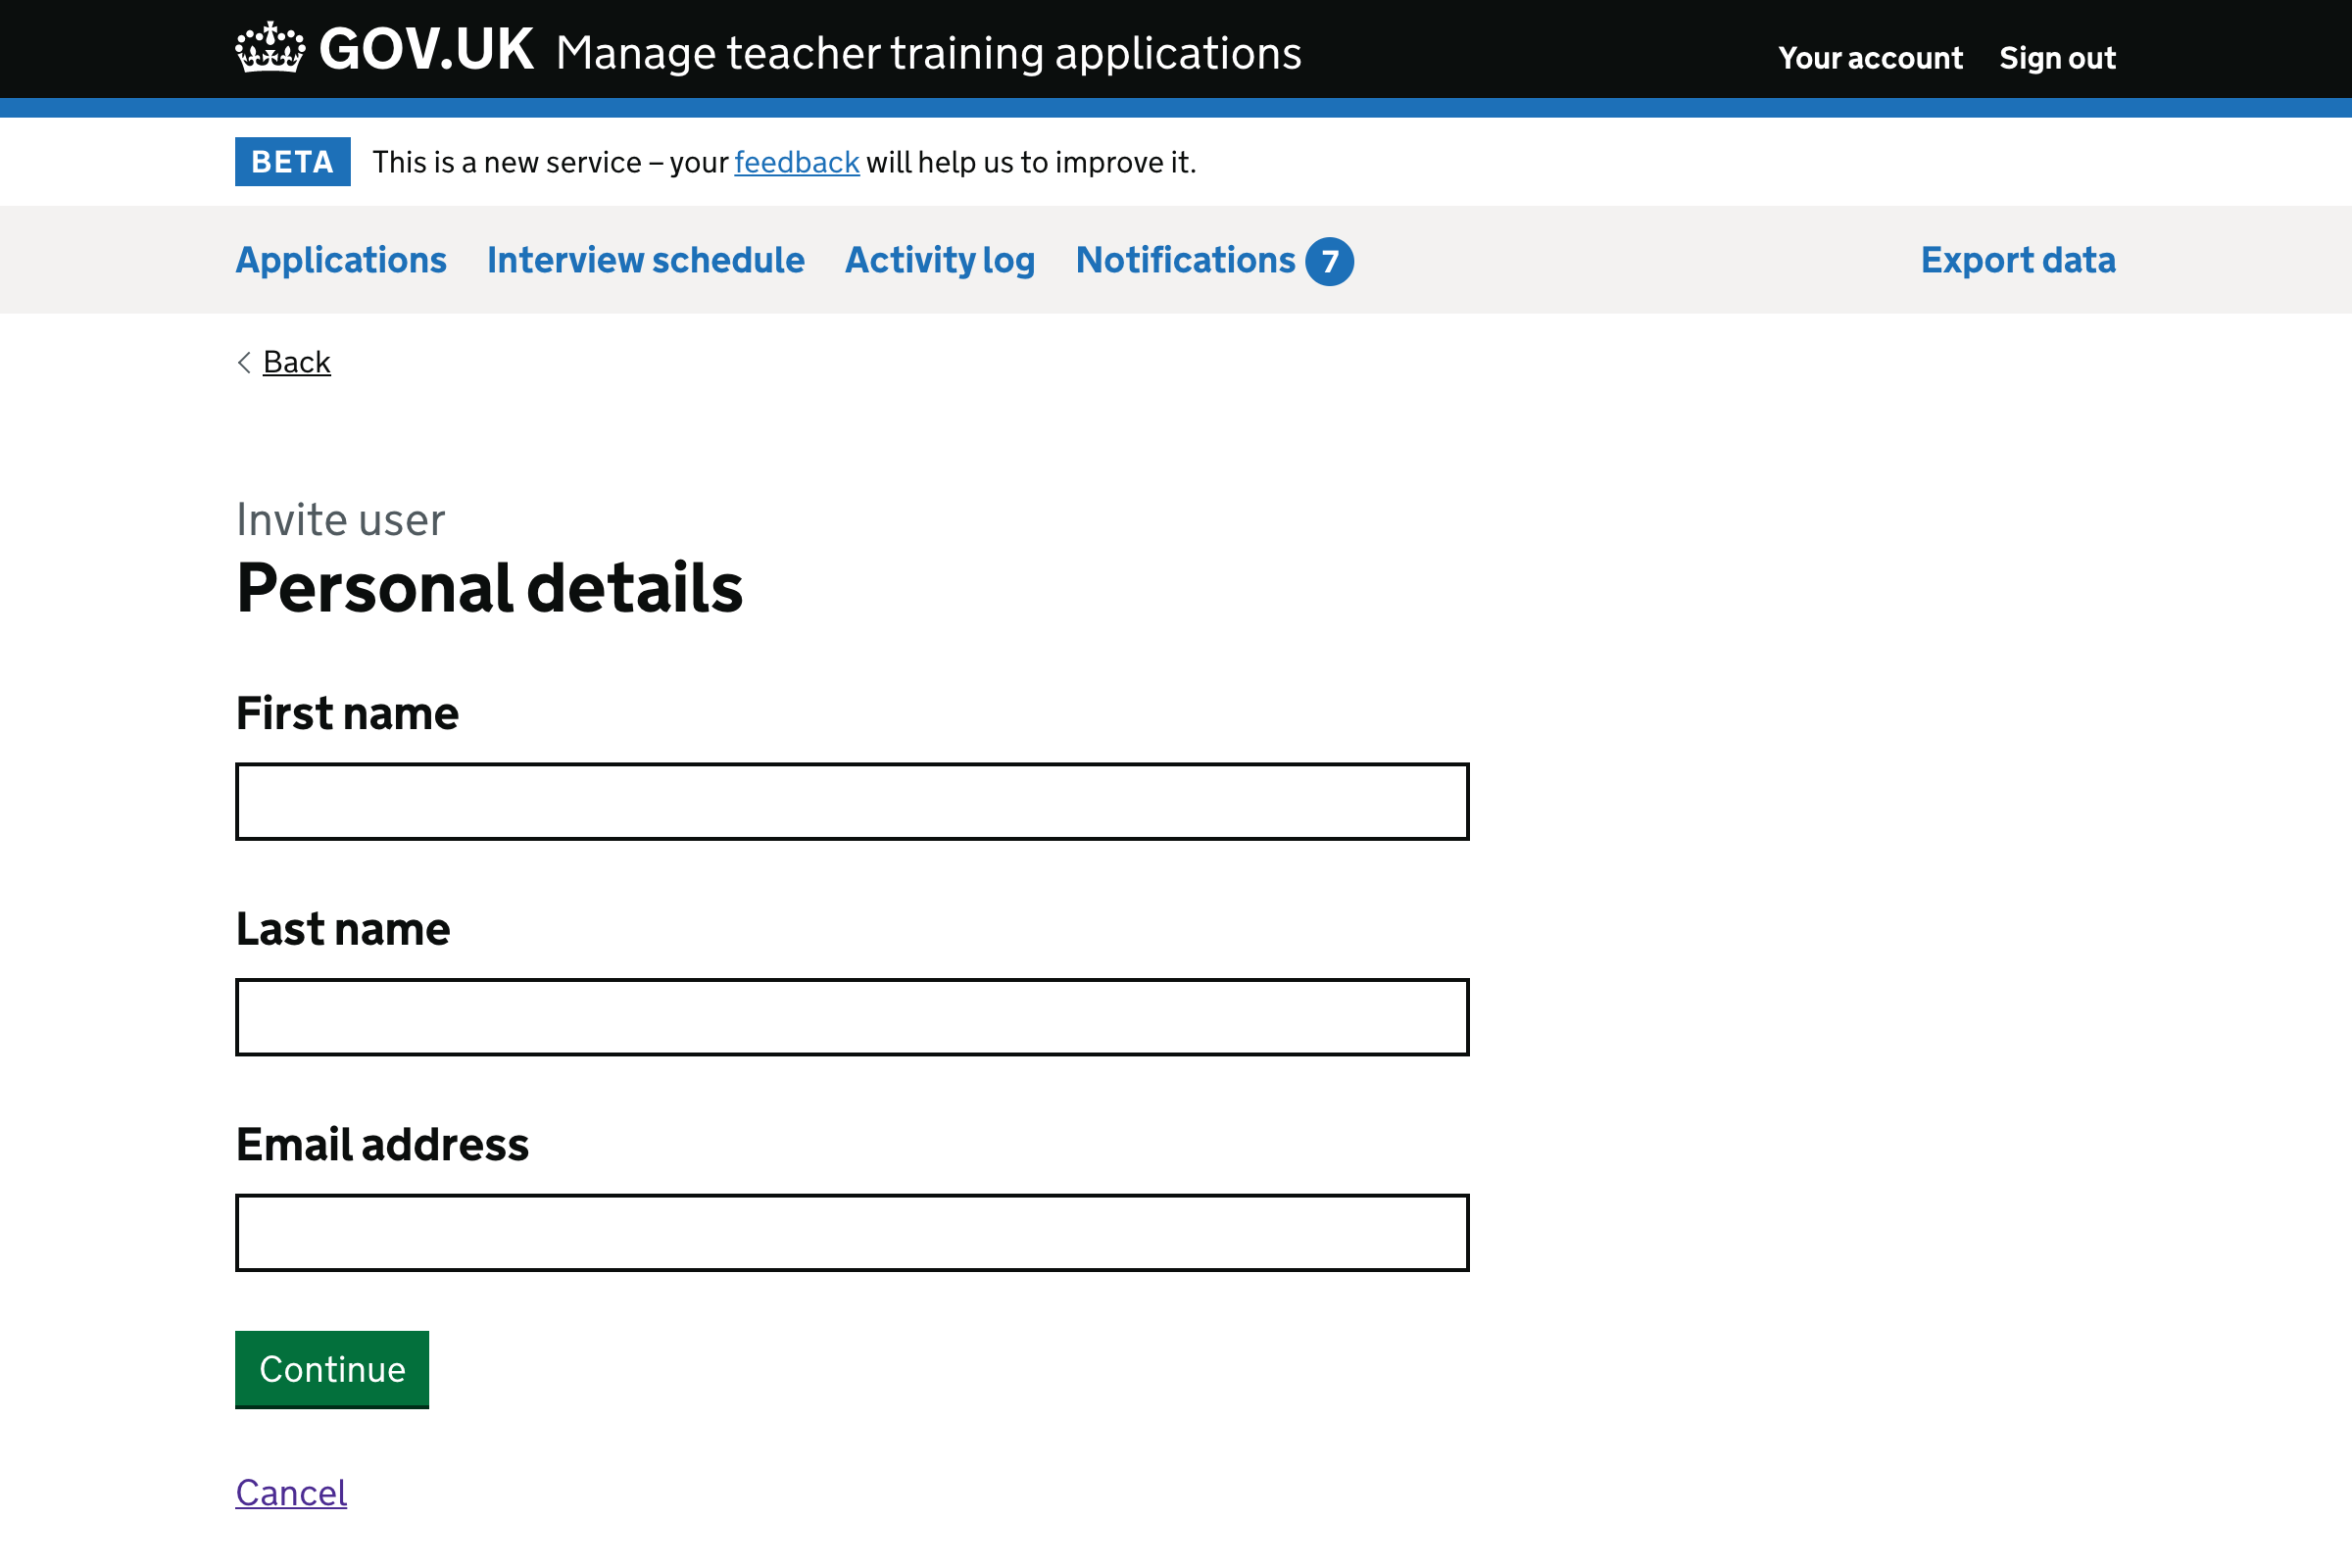 GOV.UK Manage teacher training applications Your account Sign out
BETA This is a new service – your feedback will help us to improve it.
Applications Interview schedule Activity log Notifications 7 Export data
Back
Invite user
Personal details
First name
Last name
Email address
Continue
Cancel